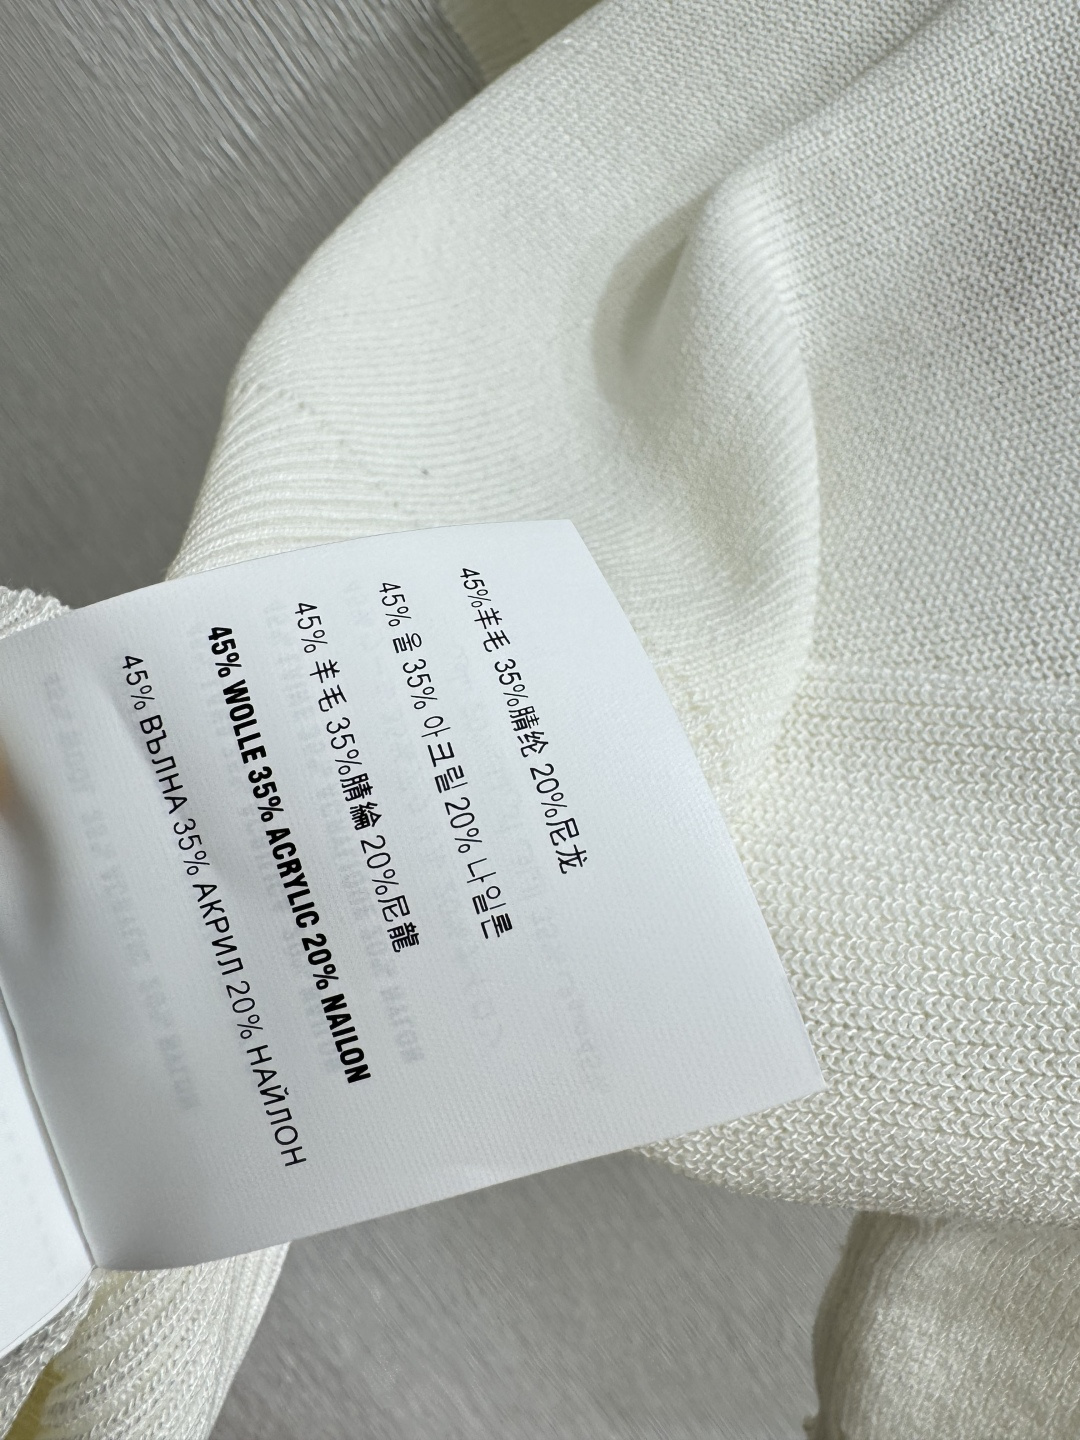 45%羊毛 35%腈纶 20%尼龙
45% 울 35% 아크릴 20% 나일론
45% 羊毛 35%腈綸 20%尼龍
45% WOLLE 35% ACRYLIC 20% NAILON
45% ВЪЛНА 35% АКРИЛ 20% НАЙЛОН